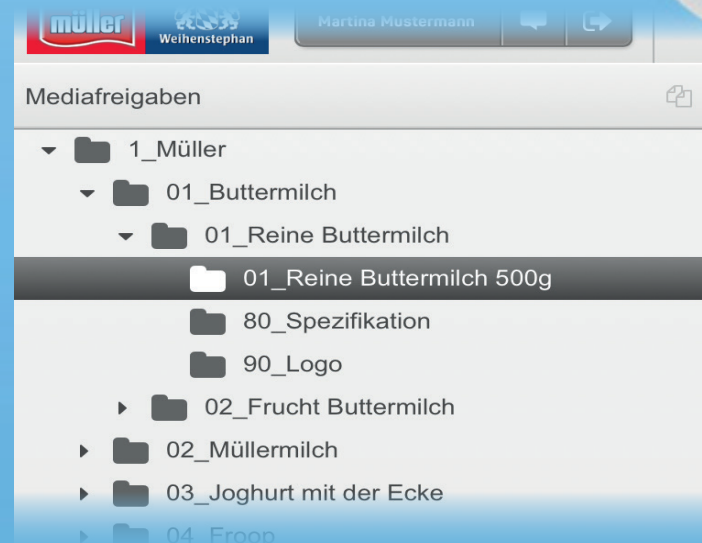 müller
Weihenstephan
Martina Mustermann
Mediafreigaben
1_Müller
01_Buttermilch
01_Reine Buttermilch
01_Reine Buttermilch 500g
80_Spezifikation
90_Logo
02_Frucht Buttermilch
02_Müllermilch
03_Joghurt mit der Ecke
04_Froop